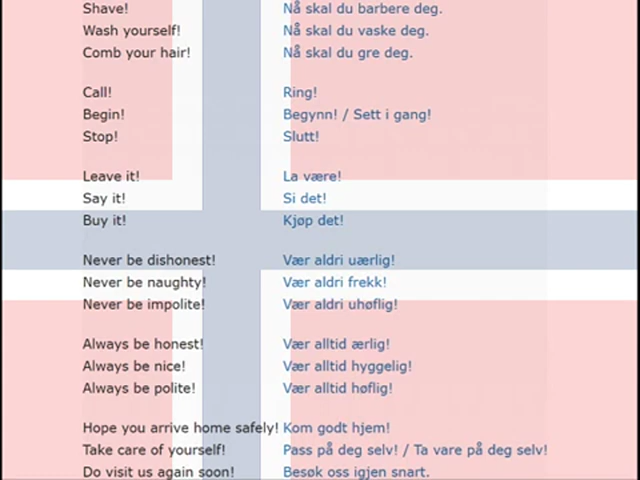 Shave! Nå skal du barbere deg.
Wash yourself! Nå skal du vaske deg.
Comb your hair! Nå skal du gre deg.
Call! Ring!
Begin! Begynn! / Sett i gang!
Stop! Slutt!
Leave it! La være!
Say it! Si det!
Buy it! Kjøp det!
Never be dishonest! Vær aldri uærlig!
Never be naughty! Vær aldri frekk!
Never be impolite! Vær aldri uhøflig!
Always be honest! Vær alltid ærlig!
Always be nice! Vær alltid hyggelig!
Always be polite! Vær alltid høflig!
Hope you arrive home safely! Kom godt hjem!
Take care of yourself! Pass på deg selv! / Ta vare på deg selv!
Do visit us again soon! Besøk oss igjen snart.